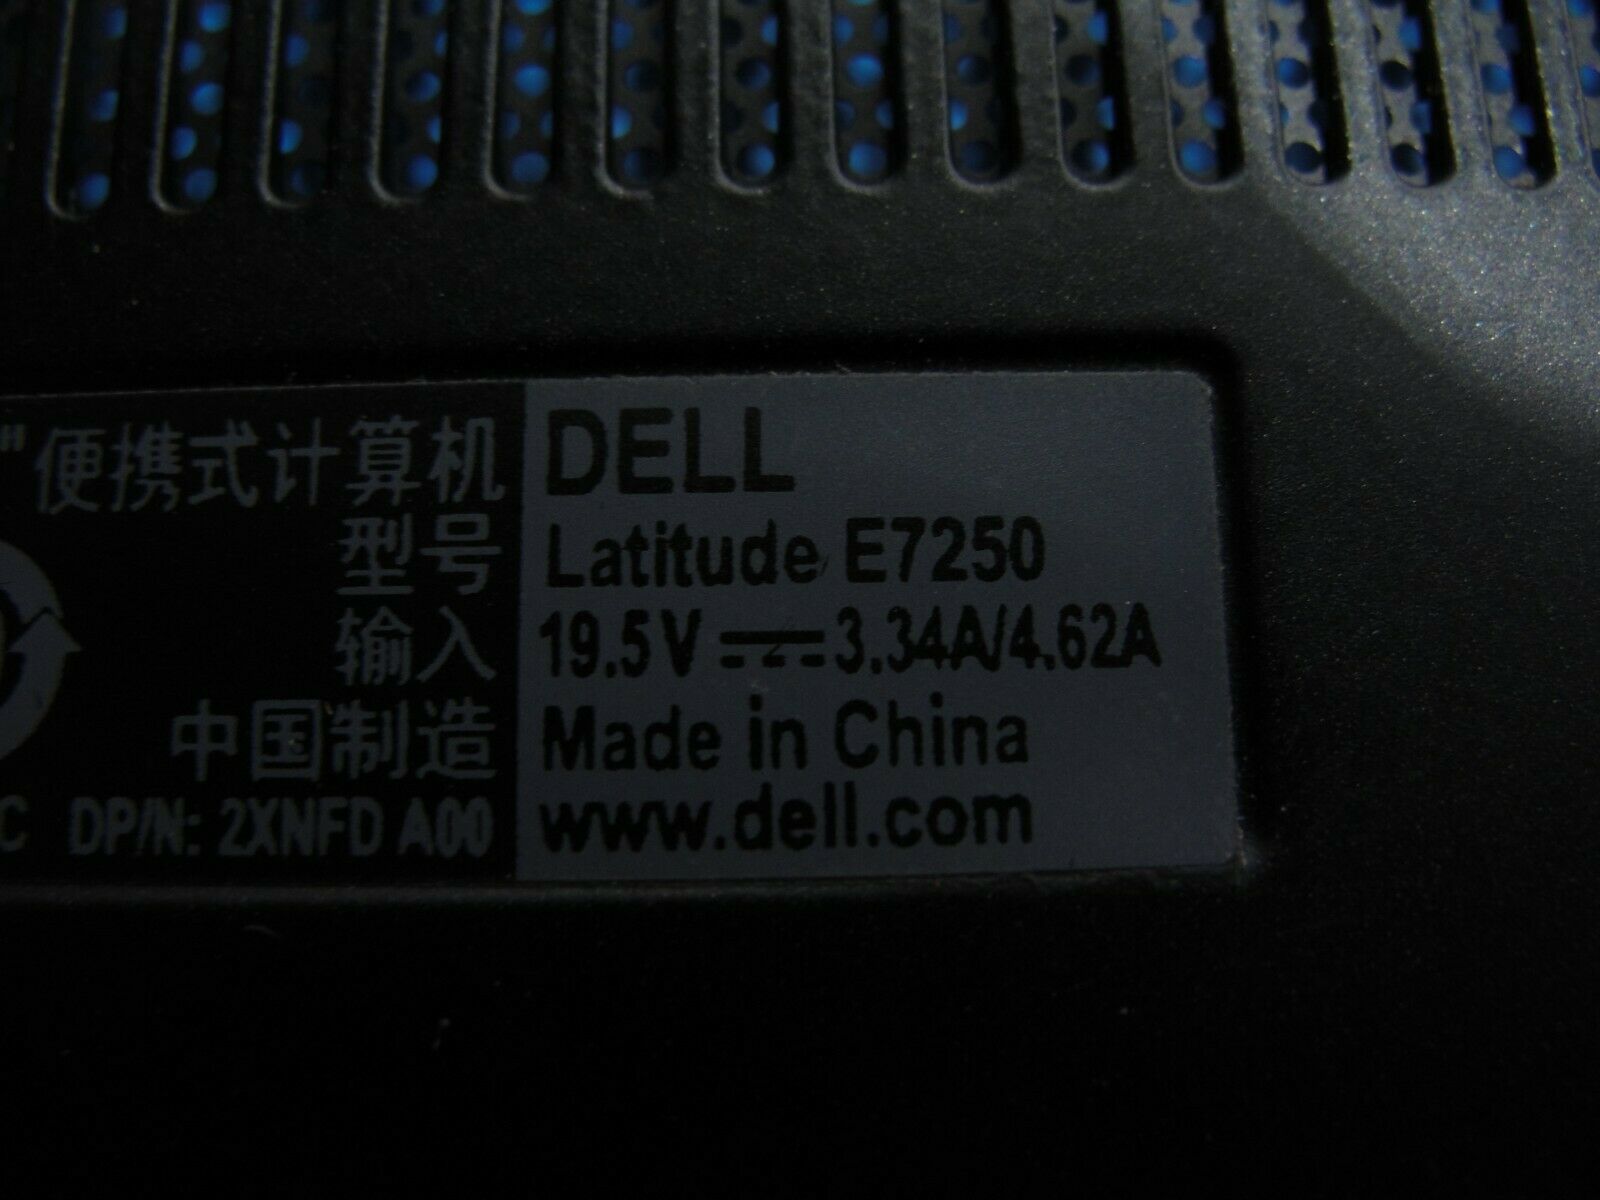 "便携式计算机 DELL
型号 Latitude E7250
输入 19.5V ⎓ 3.34A/4.62A
中国制造 Made in China
C DP/N: 2XNFD A00 www.dell.com